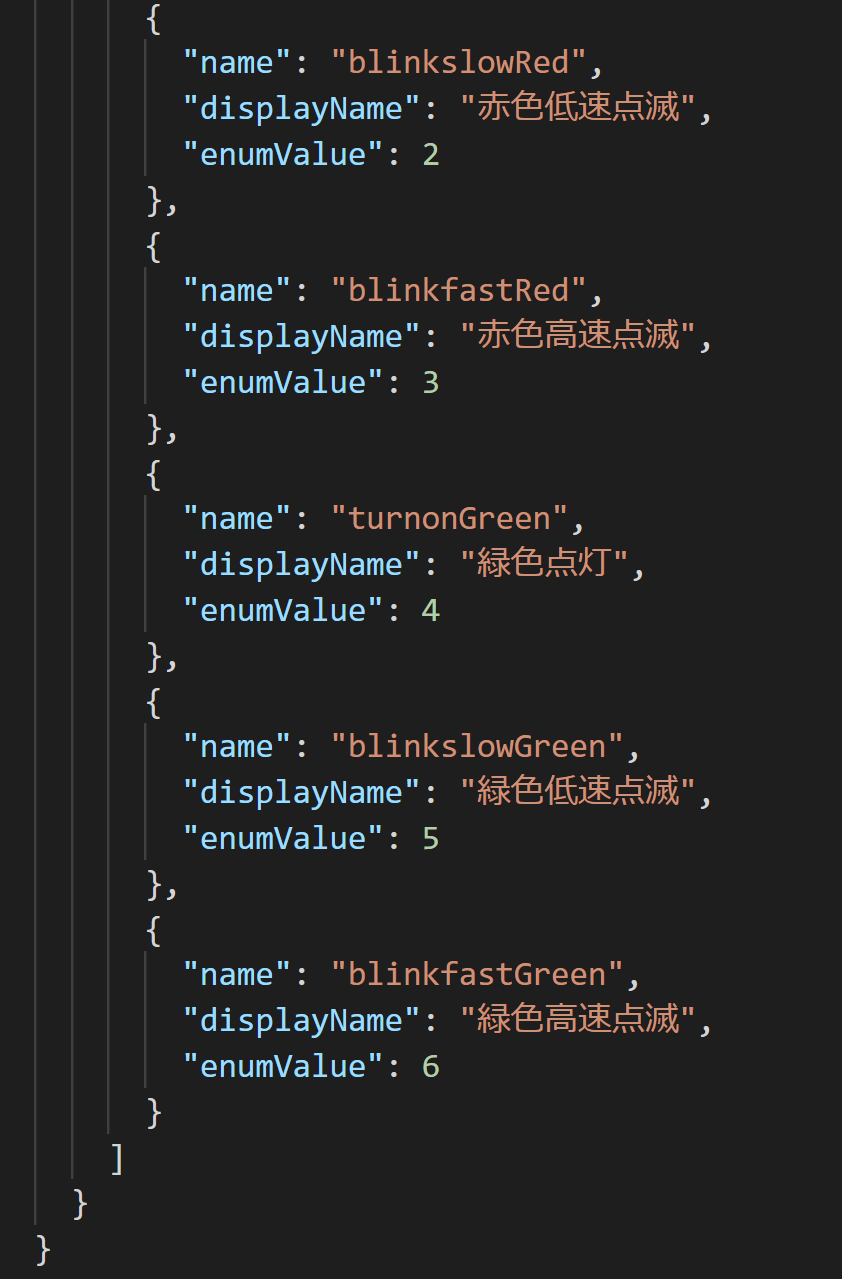 {
"name": "blinkslowRed",
"displayName": "赤色低速点滅",
"enumValue": 2
},
{
"name": "blinkfastRed",
"displayName": "赤色高速点滅",
"enumValue": 3
},
{
"name": "turnonGreen",
"displayName": "緑色点灯",
"enumValue": 4
},
{
"name": "blinkslowGreen",
"displayName": "緑色低速点滅",
"enumValue": 5
},
{
"name": "blinkfastGreen",
"displayName": "緑色高速点滅",
"enumValue": 6
}
]
}
}